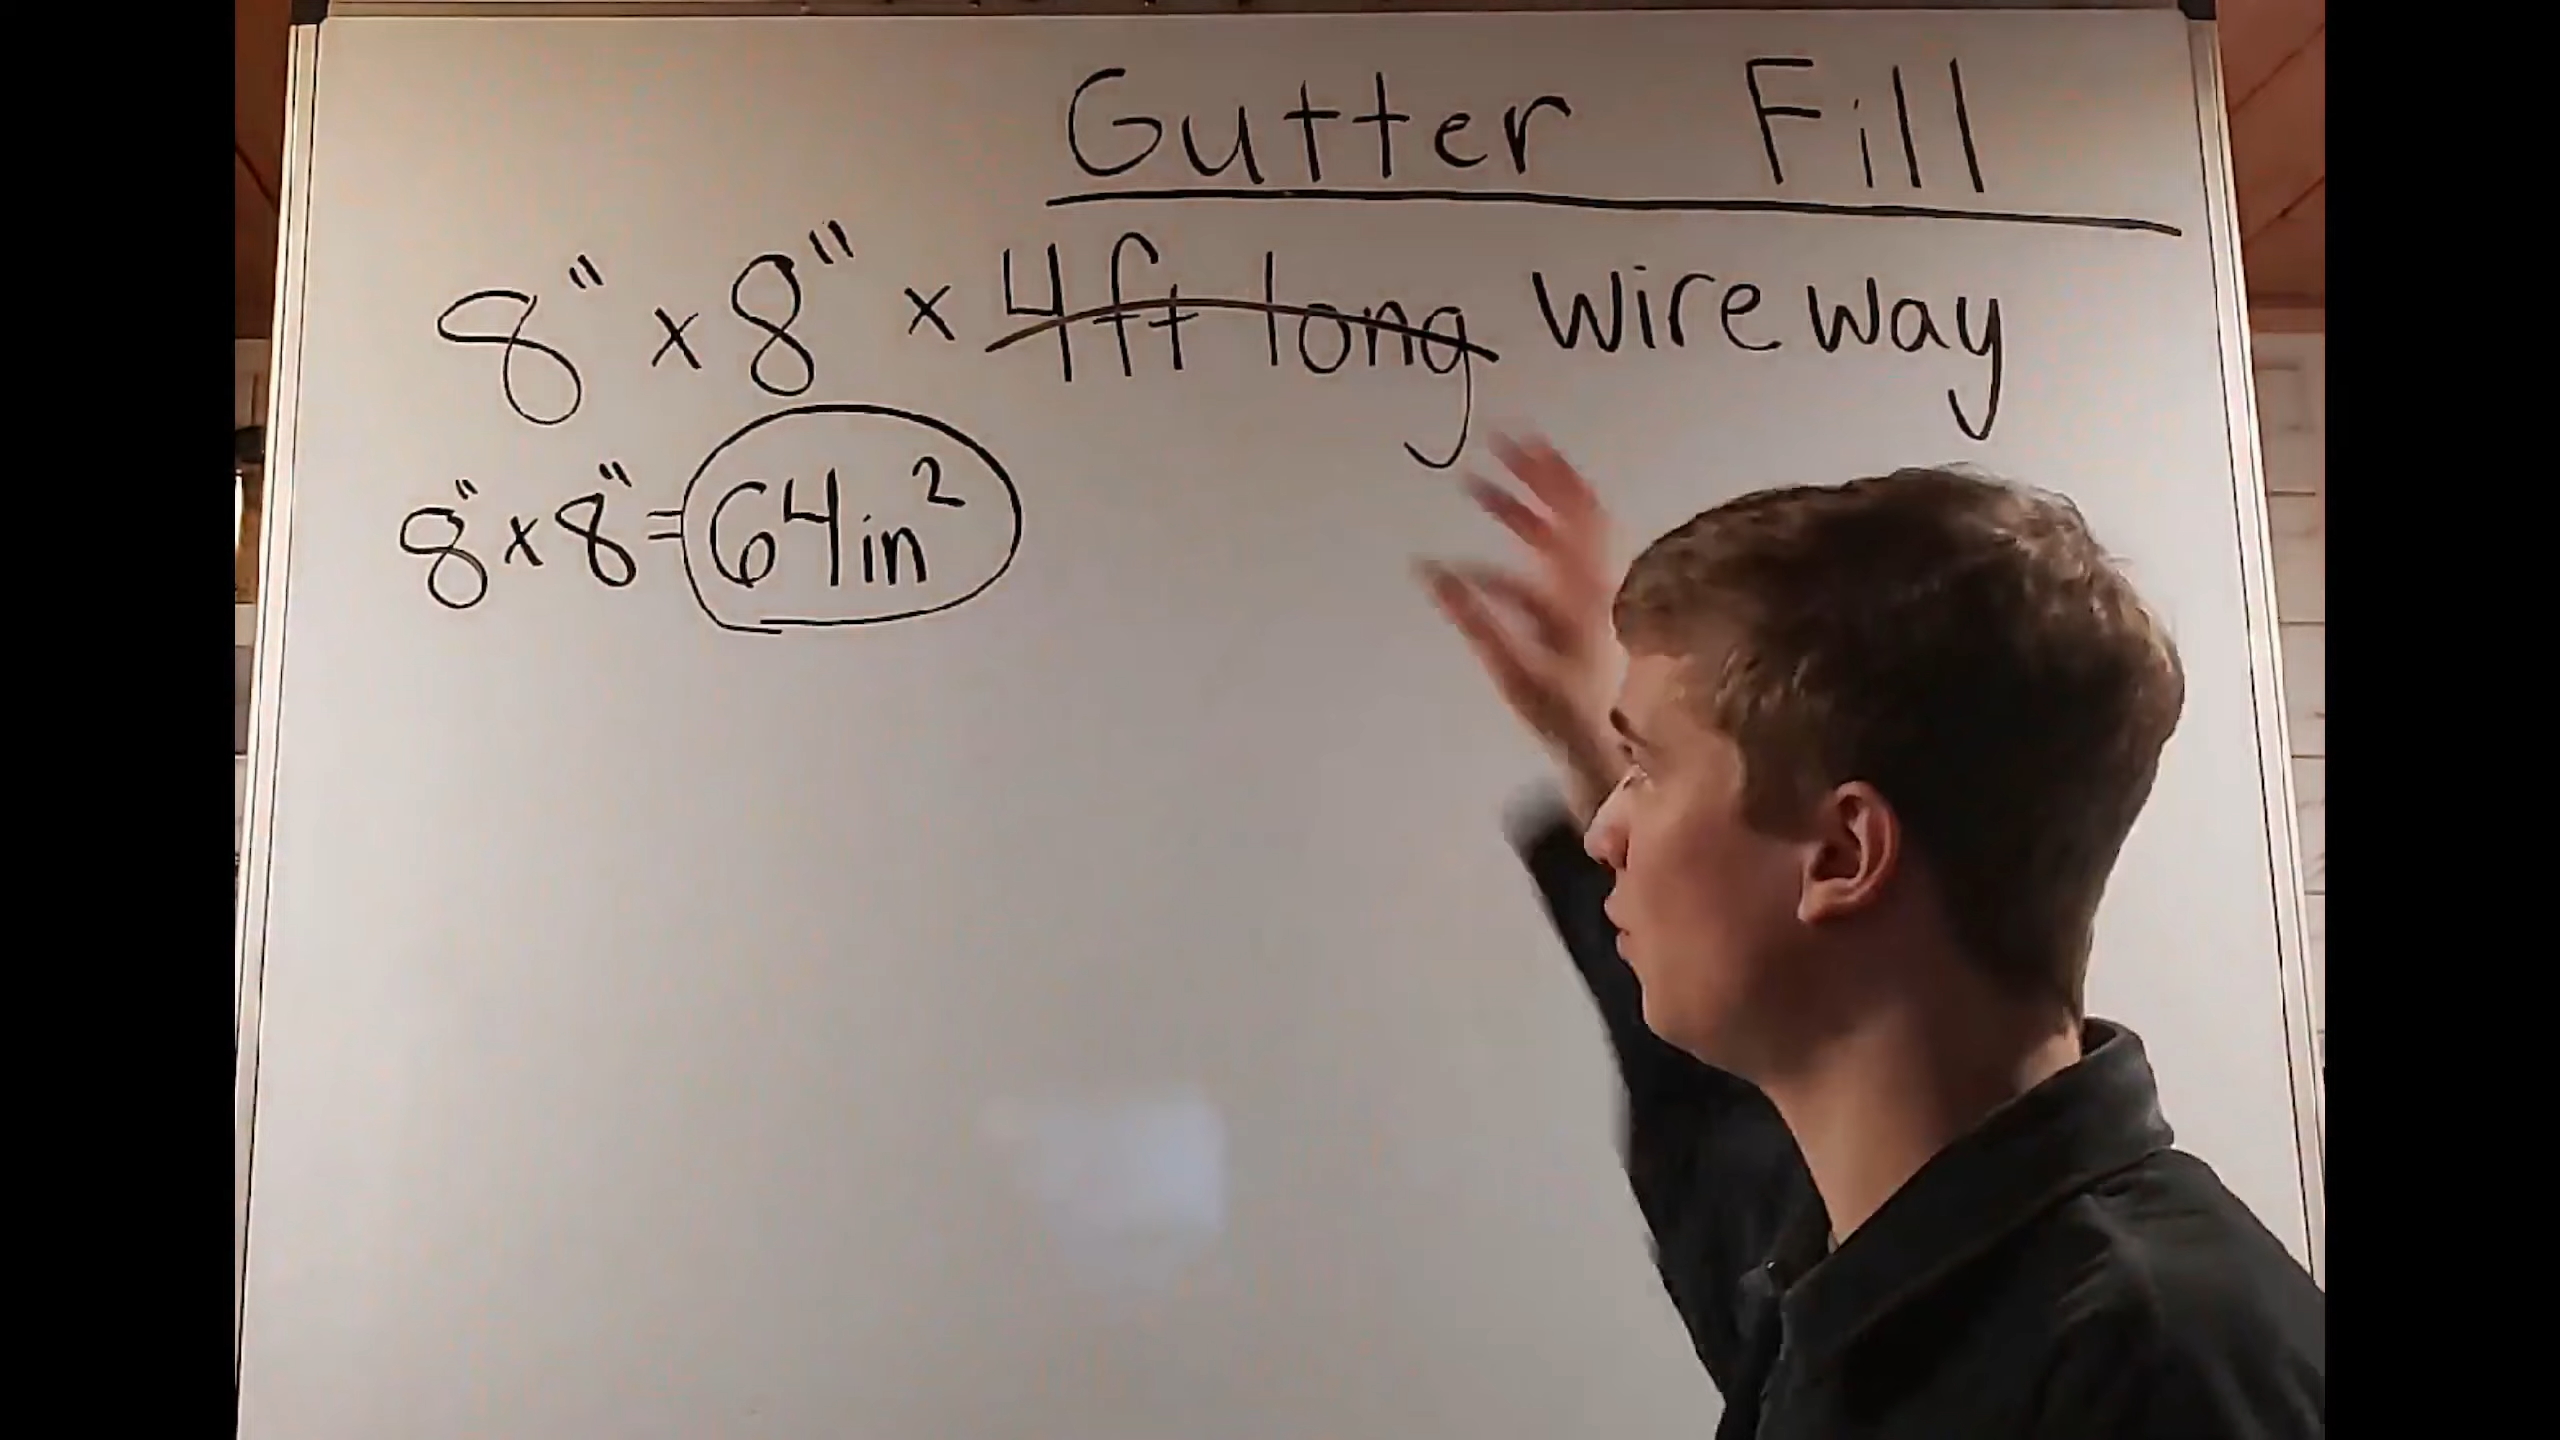 Gutter Fill
8" x 8" x 4ft long wireway
8" x 8" = 64in²